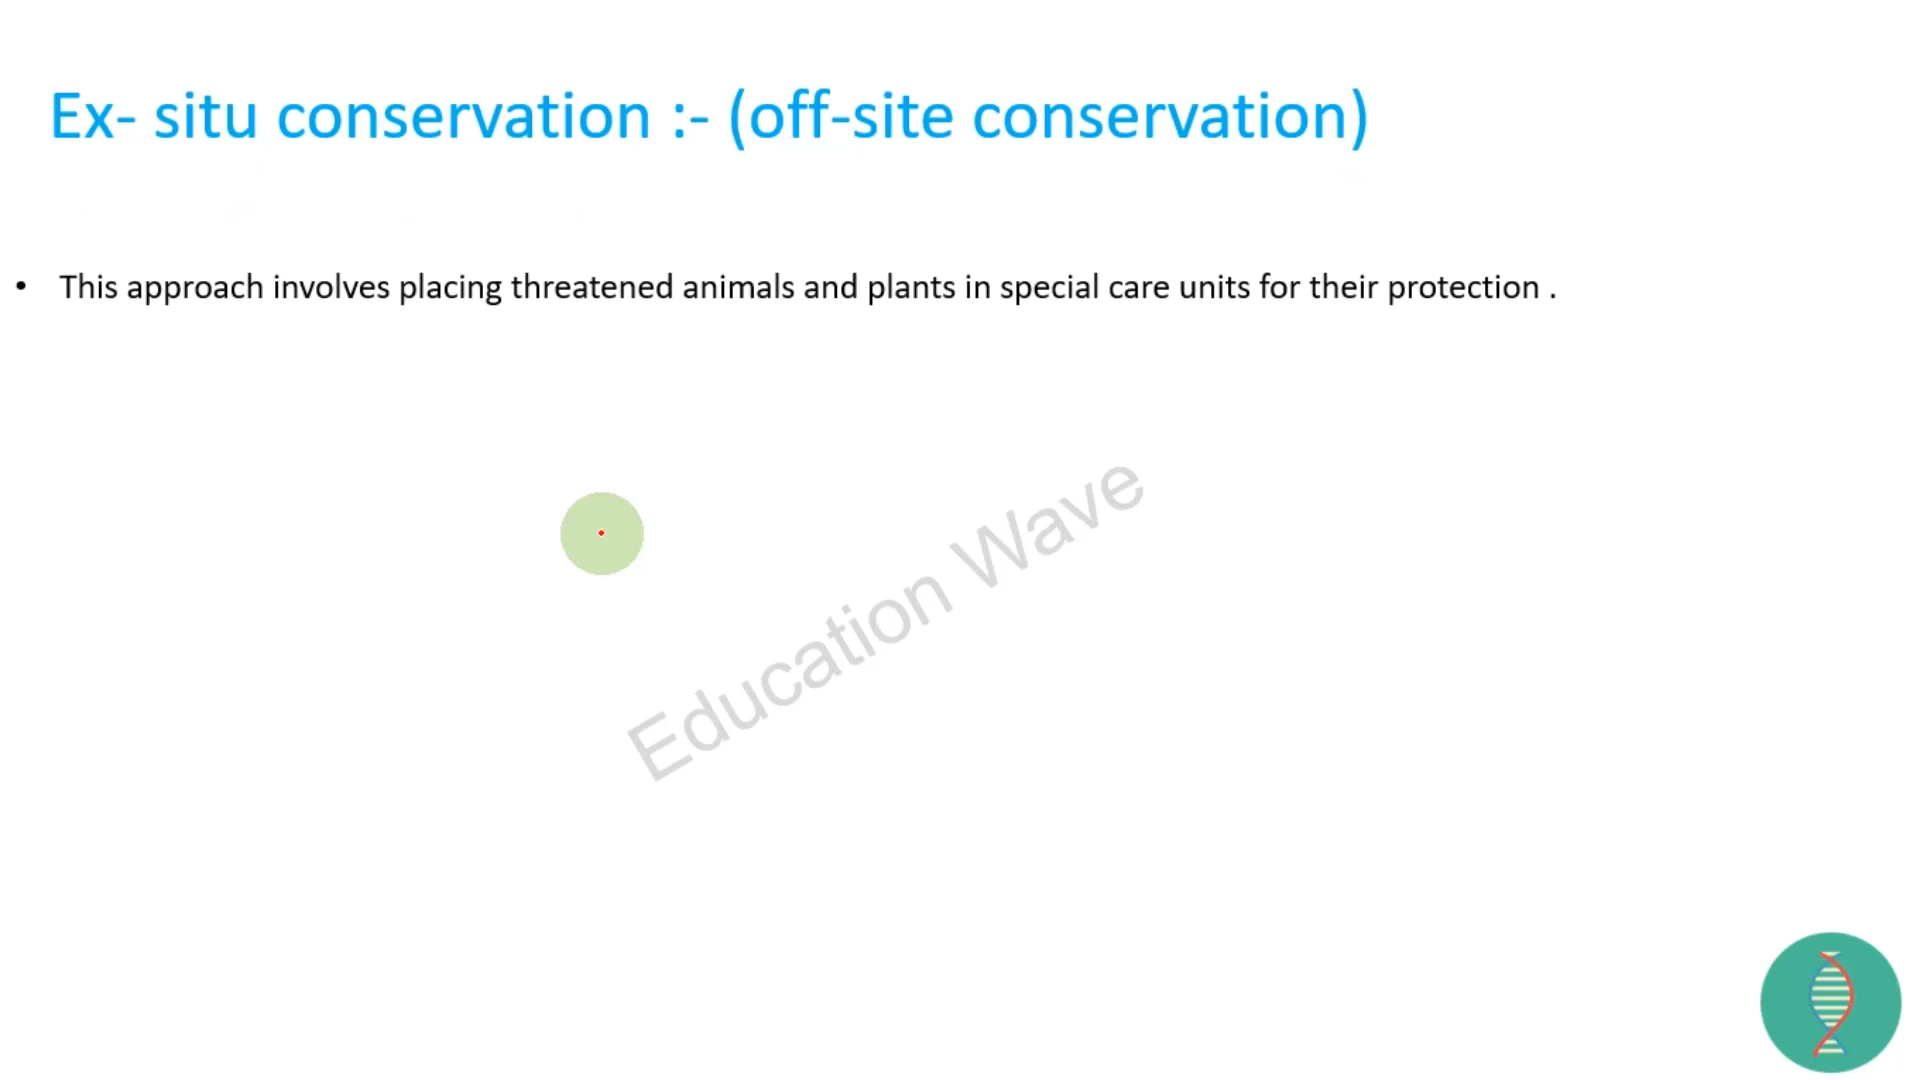 Ex- situ conservation :- (off-site conservation)
• This approach involves placing threatened animals and plants in special care units for their protection .
Education Wave